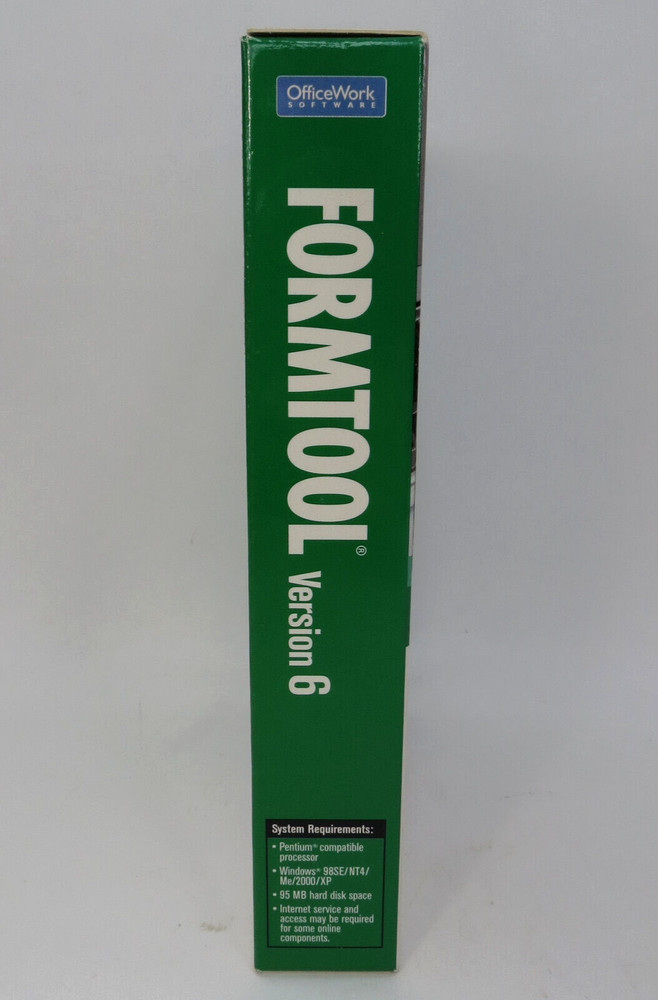 OfficeWork
SOFTWARE
FORMTOOL®
Version 6
System Requirements:
• Pentium® compatible
processor
• Windows® 98SE/NT4/
Me/2000/XP
• 95 MB hard disk space
• Internet service and
access may be required
for some online
components.